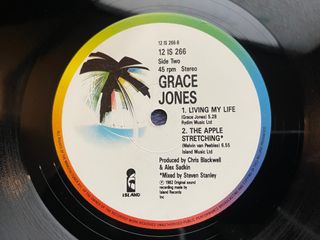 12 IS 266-B
12 IS 266
Side Two
45 rpm Stereo
GRACE
JONES
1. LIVING MY LIFE
(Grace Jones) 5.28
Rydim Music Ltd
2. THE APPLE
STRETCHING*
(Melvin van Peebles) 6.55
Island Music Ltd
Produced by Chris Blackwell
& Alex Sadkin
*Mixed by Steven Stanley
℗ 1982 Original sound
recording made by
Island Records
Inc
ISLAND